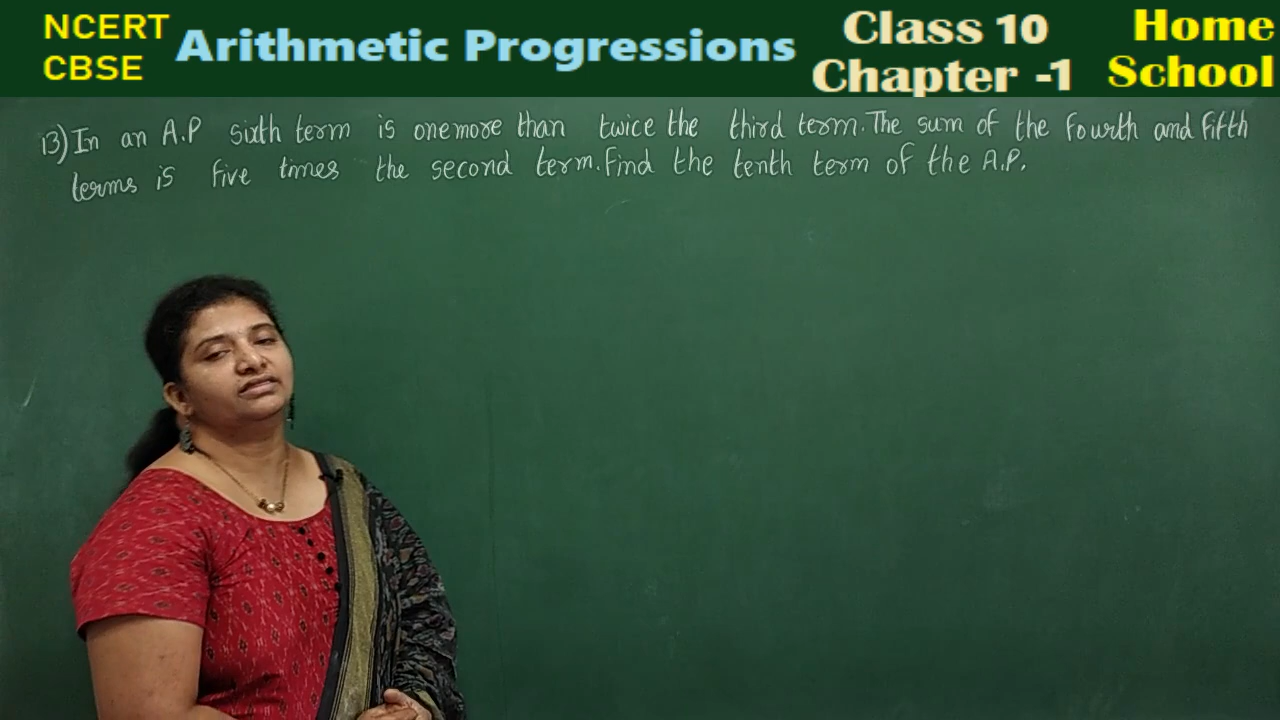 NCERT
CBSE
Arithmetic Progressions
Class 10
Chapter -1
Home
School
13) In an A.P sixth term is one more than twice the third term. The sum of the fourth and fifth
terms is five times the second term. Find the tenth term of the A.P.